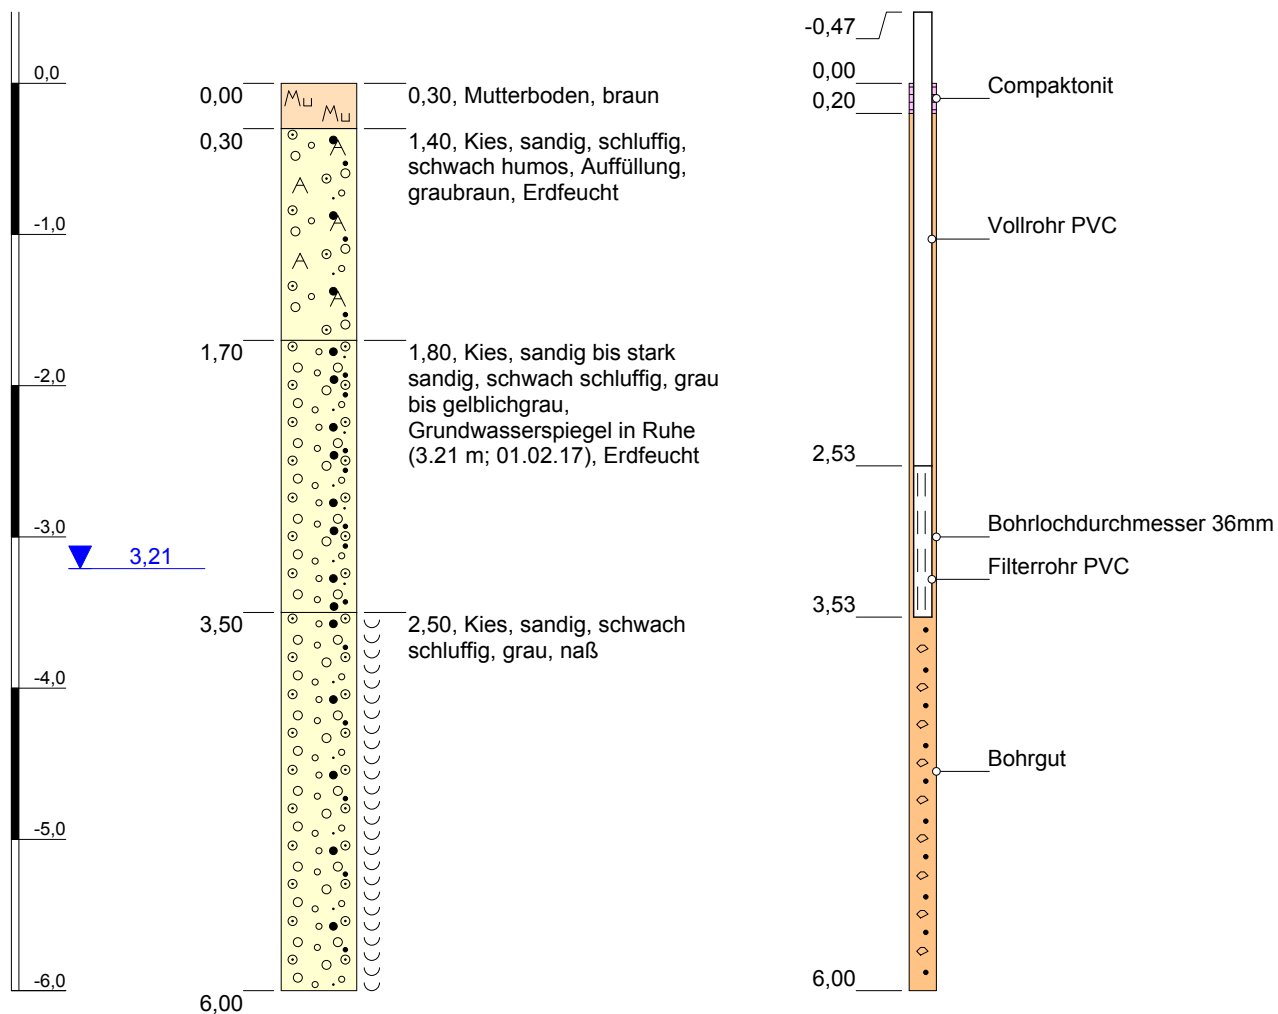 0,0
-1,0
-2,0
-3,0
-4,0
-5,0
-6,0
3,21
0,00
0,30
1,70
3,50
6,00
Mu
Mu
A
A
A
A
A
0,30, Mutterboden, braun
1,40, Kies, sandig, schluffig,
schwach humos, Auffüllung,
graubraun, Erdfeucht
1,80, Kies, sandig bis stark
sandig, schwach schluffig, grau
bis gelblichgrau,
Grundwasserspiegel in Ruhe
(3.21 m; 01.02.17), Erdfeucht
2,50, Kies, sandig, schwach
schluffig, grau, naß
-0,47
0,00
0,20
2,53
3,53
6,00
Compaktonit
Vollrohr PVC
Bohrlochdurchmesser 36mm
Filterrohr PVC
Bohrgut